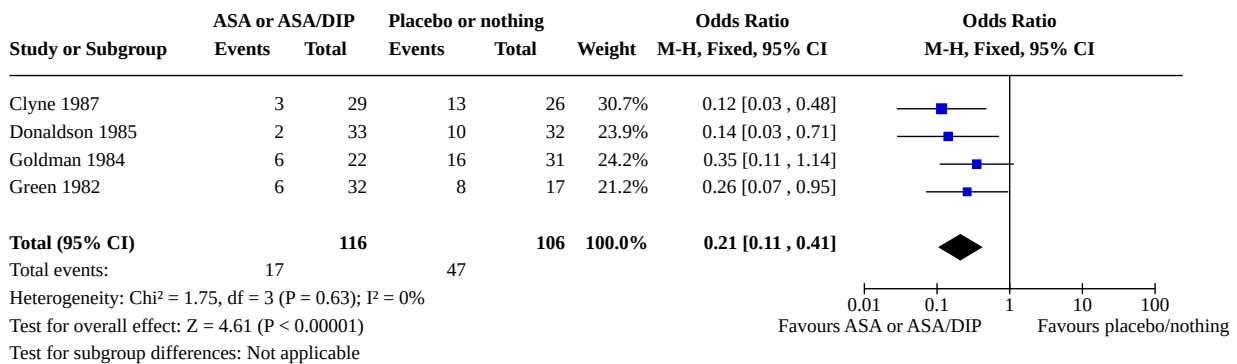 ASA or ASA/DIP Placebo or nothing Odds Ratio Odds Ratio
Study or Subgroup Events Total Events Total Weight M-H, Fixed, 95% CI M-H, Fixed, 95% CI
Clyne 1987 3 29 13 26 30.7% 0.12 [0.03 , 0.48]
Donaldson 1985 2 33 10 32 23.9% 0.14 [0.03 , 0.71]
Goldman 1984 6 22 16 31 24.2% 0.35 [0.11 , 1.14]
Green 1982 6 32 8 17 21.2% 0.26 [0.07 , 0.95]
Total (95% CI) 116 106 100.0% 0.21 [0.11 , 0.41]
Total events: 17 47
Heterogeneity: Chi² = 1.75, df = 3 (P = 0.63); I² = 0%
0.01 0.1 1 10 100
Test for overall effect: Z = 4.61 (P < 0.00001)
Favours ASA or ASA/DIP Favours placebo/nothing
Test for subgroup differences: Not applicable